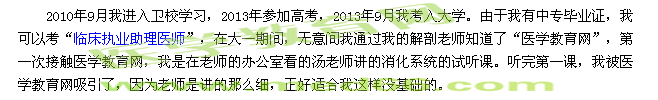 2010年9月我进入卫校学习，2013年参加高考，2013年9月我考入大学。由于我有中专毕业证，我
可以考“临床执业助理医师”，在大一期间，无意间我通过我的解剖老师知道了“医学教育网”，第
一次接触医学教育网，我是在老师的办公室看的汤老师讲的消化系统的试听课。听完第一课，我被医
学教育网吸引了，因为老师是讲的那么细，正好适合我这样没基础的。